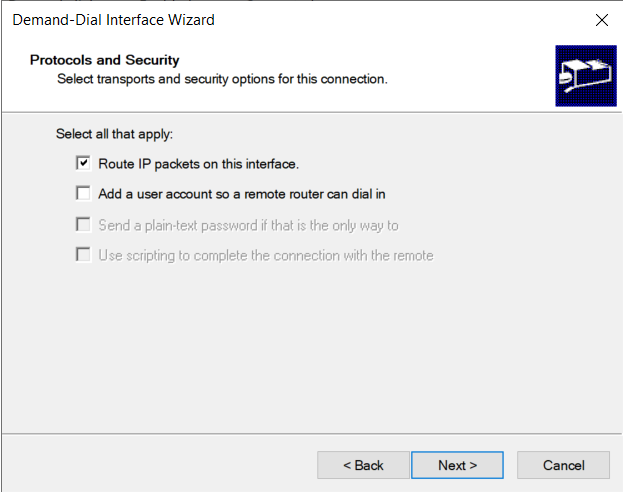 Demand-Dial Interface Wizard
Protocols and Security
Select transports and security options for this connection.
Select all that apply:
Route IP packets on this interface.
Add a user account so a remote router can dial in
Send a plain-text password if that is the only way to
Use scripting to complete the connection with the remote
< Back
Next >
Cancel